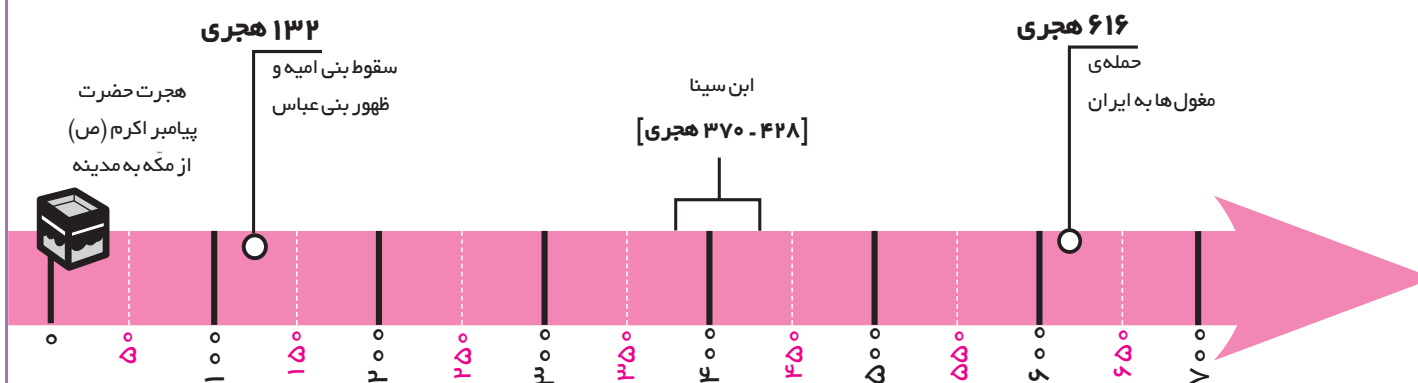 هجرت حضرت
پیامبر اکرم (ص)
از مکّه به مدینه
۱۳۲ هجری
سقوط بنی امیه و
ظهور بنی عباس
ابن سینا
[۳۷۰ - ۴۲۸ هجری]
۶۱۶ هجری
حمله‌ی
مغول‌ها به ایران
۰
۵۰
۱۰۰
۱۵۰
۲۰۰
۲۵۰
۳۰۰
۳۵۰
۴۰۰
۴۵۰
۵۰۰
۵۵۰
۶۰۰
۶۵۰
۷۰۰